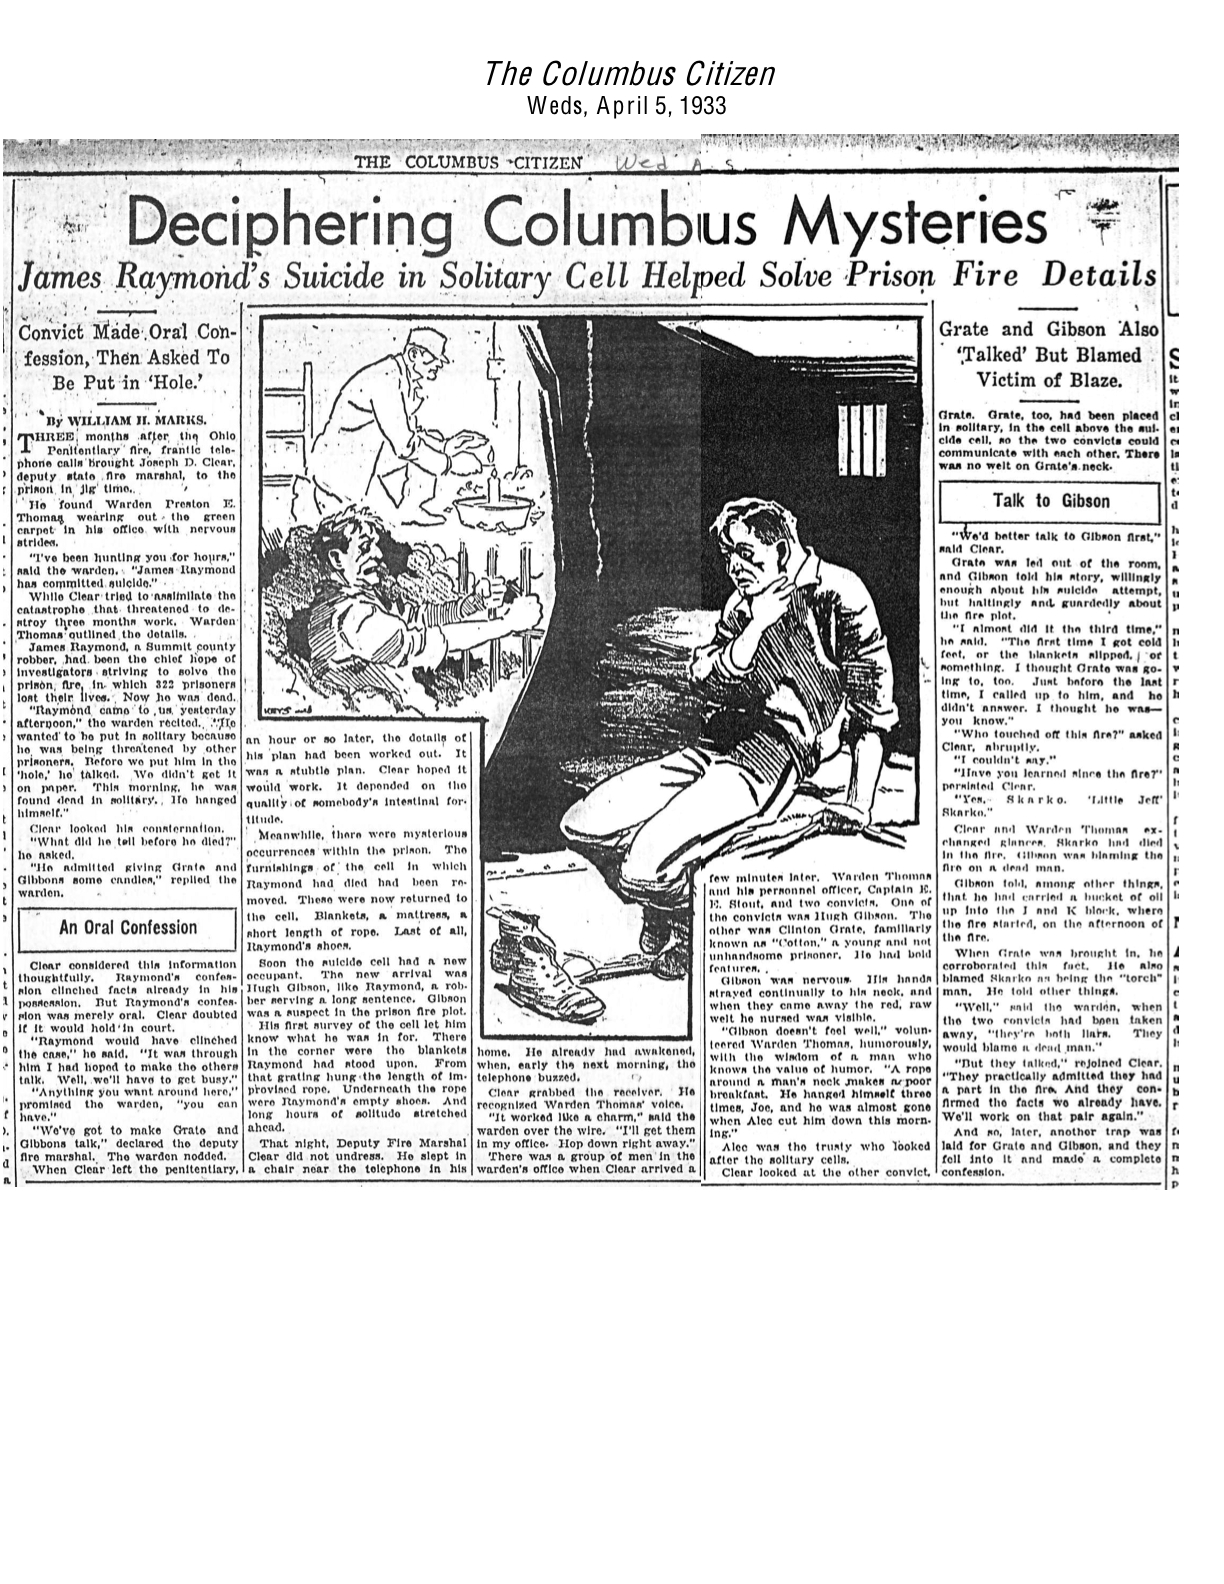 The Columbus Citizen
Weds, April 5, 1933
THE COLUMBUS CITIZEN
Wed A 5
Deciphering Columbus Mysteries
James Raymond's Suicide in Solitary Cell Helped Solve Prison Fire Details
Convict Made Oral Con-
fession, Then Asked To
Be Put in 'Hole.'
By WILLIAM H. MARKS.
THREE months after the Ohio
Penitentiary fire, frantic tele-
phone calls brought Joseph D. Clear,
deputy state fire marshal, to the
prison in jig time.
He found Warden Preston E.
Thomas wearing out the green
carpet in his office with nervous
strides.
"I've been hunting you for hours,"
said the warden. "James Raymond
has committed suicide."
While Clear tried to assimilate the
catastrophe that threatened to de-
stroy three months work, Warden
Thomas outlined the details.
James Raymond, a Summit county
robber, had been the chief hope of
investigators striving to solve the
prison fire, in which 322 prisoners
lost their lives. Now he was dead.
"Raymond came to us yesterday
afternoon," the warden recited. "He
wanted to be put in solitary because
he was being threatened by other
prisoners. Before we put him in the
'hole,' he talked. We didn't get it
on paper. This morning, he was
found dead in solitary. He hanged
himself."
Clear looked his consternation.
"What did he tell before he died?"
he asked.
"He admitted giving Grate and
Gibbons some candles," replied the
warden.
An Oral Confession
Clear considered this information
thoughtfully. Raymond's confes-
sion clinched facts already in his
possession. But Raymond's confes-
sion was merely oral. Clear doubted
if it would hold in court.
"Raymond would have clinched
the case," he said. "It was through
him I had hoped to make the others
talk. Well, we'll have to get busy."
"Anything you want around here,"
promised the warden, "you can
have."
"We've got to make Grate and
Gibbons talk," declared the deputy
fire marshal. The warden nodded.
When Clear left the penitentiary,
KEYS
an hour or so later, the details of
his plan had been worked out. It
was a stubtle plan. Clear hoped it
would work. It depended on the
quality of somebody's intestinal for-
titude.
Meanwhile, there were mysterious
occurrences within the prison. The
furnishings of the cell in which
Raymond had died had been re-
moved. These were now returned to
the cell. Blankets, a mattress, a
short length of rope. Last of all,
Raymond's shoes.
Soon the suicide cell had a new
occupant. The new arrival was
Hugh Gibson, like Raymond, a rob-
ber serving a long sentence. Gibson
was a suspect in the prison fire plot.
His first survey of the cell let him
know what he was in for. There
in the corner were the blankets
Raymond had stood upon. From
that grating hung the length of im-
provised rope. Underneath the rope
were Raymond's empty shoes. And
long hours of solitude stretched
ahead.
That night, Deputy Fire Marshal
Clear did not undress. He slept in
a chair near the telephone in his
home. He already had awakened,
when, early the next morning, the
telephone buzzed.
Clear grabbed the receiver. He
recognized Warden Thomas' voice.
"It worked like a charm," said the
warden over the wire. "I'll get them
in my office. Hop down right away."
There was a group of men in the
warden's office when Clear arrived a
few minutes later. Warden Thomas
and his personnel officer, Captain E.
E. Stout, and two convicts. One of
the convicts was Hugh Gibson. The
other was Clinton Grate, familiarly
known as "Cotton," a young and not
unhandsome prisoner. He had bold
features.
Gibson was nervous. His hands
strayed continually to his neck, and
when they came away the red, raw
welt he nursed was visible.
"Gibson doesn't feel well," volun-
teered Warden Thomas, humorously,
with the wisdom of a man who
knows the value of humor. "A rope
around a man's neck makes a poor
breakfast. He hanged himself three
times, Joe, and he was almost gone
when Alec cut him down this morn-
ing."
Alec was the trusty who looked
after the solitary cells.
Clear looked at the other convict,
Grate and Gibson Also
'Talked' But Blamed
Victim of Blaze.
Grate. Grate, too, had been placed
in solitary, in the cell above the sui-
cide cell, so the two convicts could
communicate with each other. There
was no welt on Grate's neck.
Talk to Gibson
"We'd better talk to Gibson first,"
said Clear.
Grate was led out of the room,
and Gibson told his story, willingly
enough about his suicide attempt,
but haltingly and guardedly about
the fire plot.
"I almost did it the third time,"
he said. "The first time I got cold
feet, or the blankets slipped, or
something. I thought Grate was go-
ing to, too. Just before the last
time, I called up to him, and he
didn't answer. I thought he was—
you know."
"Who touched off this fire?" asked
Clear, abruptly.
"I couldn't say."
"Have you learned since the fire?"
persisted Clear.
"Yes. Skarko. 'Little Jeff'
Skarko."
Clear and Warden Thomas ex-
changed glances. Skarko had died
in the fire. Gibson was blaming the
fire on a dead man.
Gibson told, among other things,
that he had carried a bucket of oil
up into the J and K block, where
the fire started, on the afternoon of
the fire.
When Grate was brought in, he
corroborated this fact. He also
blamed Skarko as being the "torch"
man. He told other things.
"Well," said the warden, when
the two convicts had been taken
away, "they're both liars. They
would blame a dead man."
"But they talked," rejoined Clear.
"They practically admitted they had
a part in the fire. And they con-
firmed the facts we already have.
We'll work on that pair again."
And so, later, another trap was
laid for Grate and Gibson, and they
fell into it and made a complete
confession.